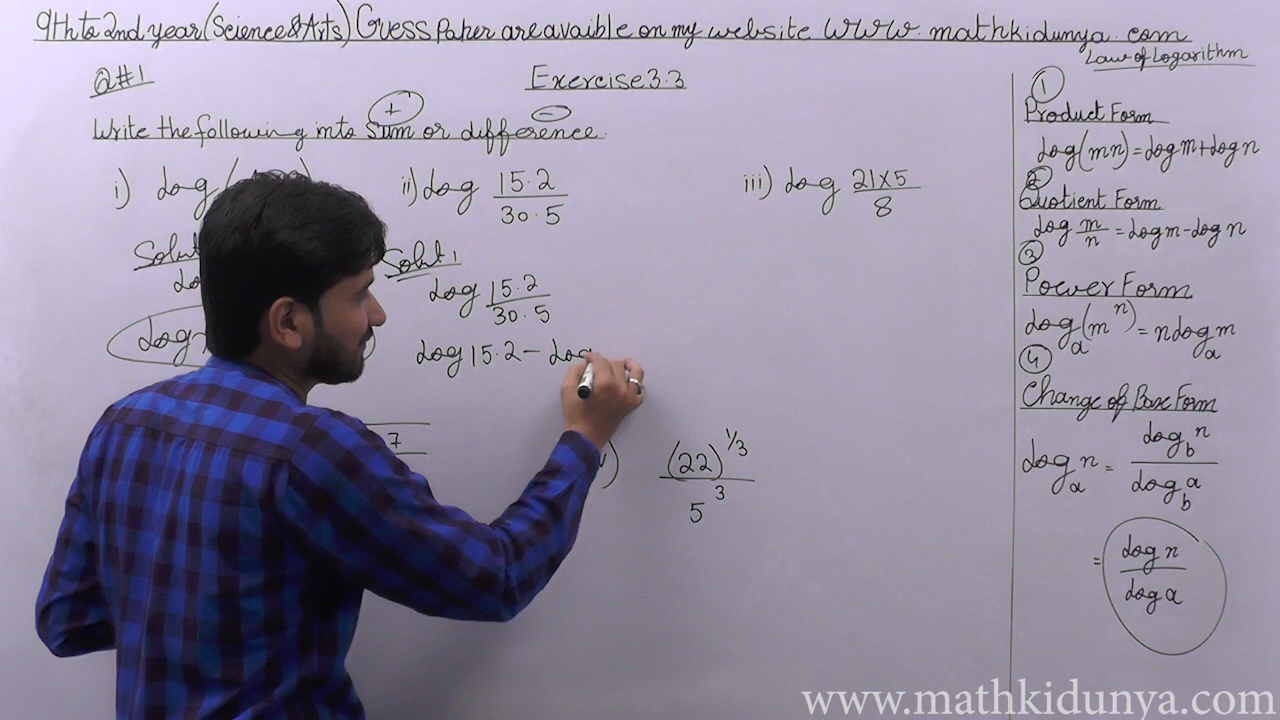 9th to 2nd year (Science & Arts) Guess Paper are avaible on my website WWW. mathkidunya. com
Law of Logarithm
Q#1
Exercise 3.3
+
−
Write the following into Sum or difference.
i) Log (
ii) Log 15.2 / 30.5
iii) Log 21×5 / 8
Solut
Solut:
Log 15.2 / 30.5
Log
Log 15.2 − Log
7
)
(22)^1/3 / 5^3
1
Product Form
Log(mn) = Log m + Log n
2
Quotient Form
Log m/n = Log m − Log n
3
Power Form
Log_a(m^n) = n Log_a m
4
Change of Base Form
Log_a n = Log_b n / Log_b a
= Log n / Log a
www.mathkidunya.com